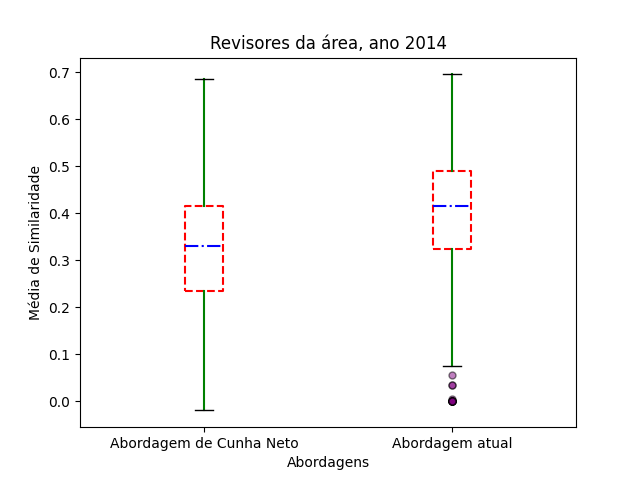 Revisores da área, ano 2014
Média de Similaridade
0.7
0.6
0.5
0.4
0.3
0.2
0.1
0.0
Abordagem de Cunha Neto
Abordagem atual
Abordagens